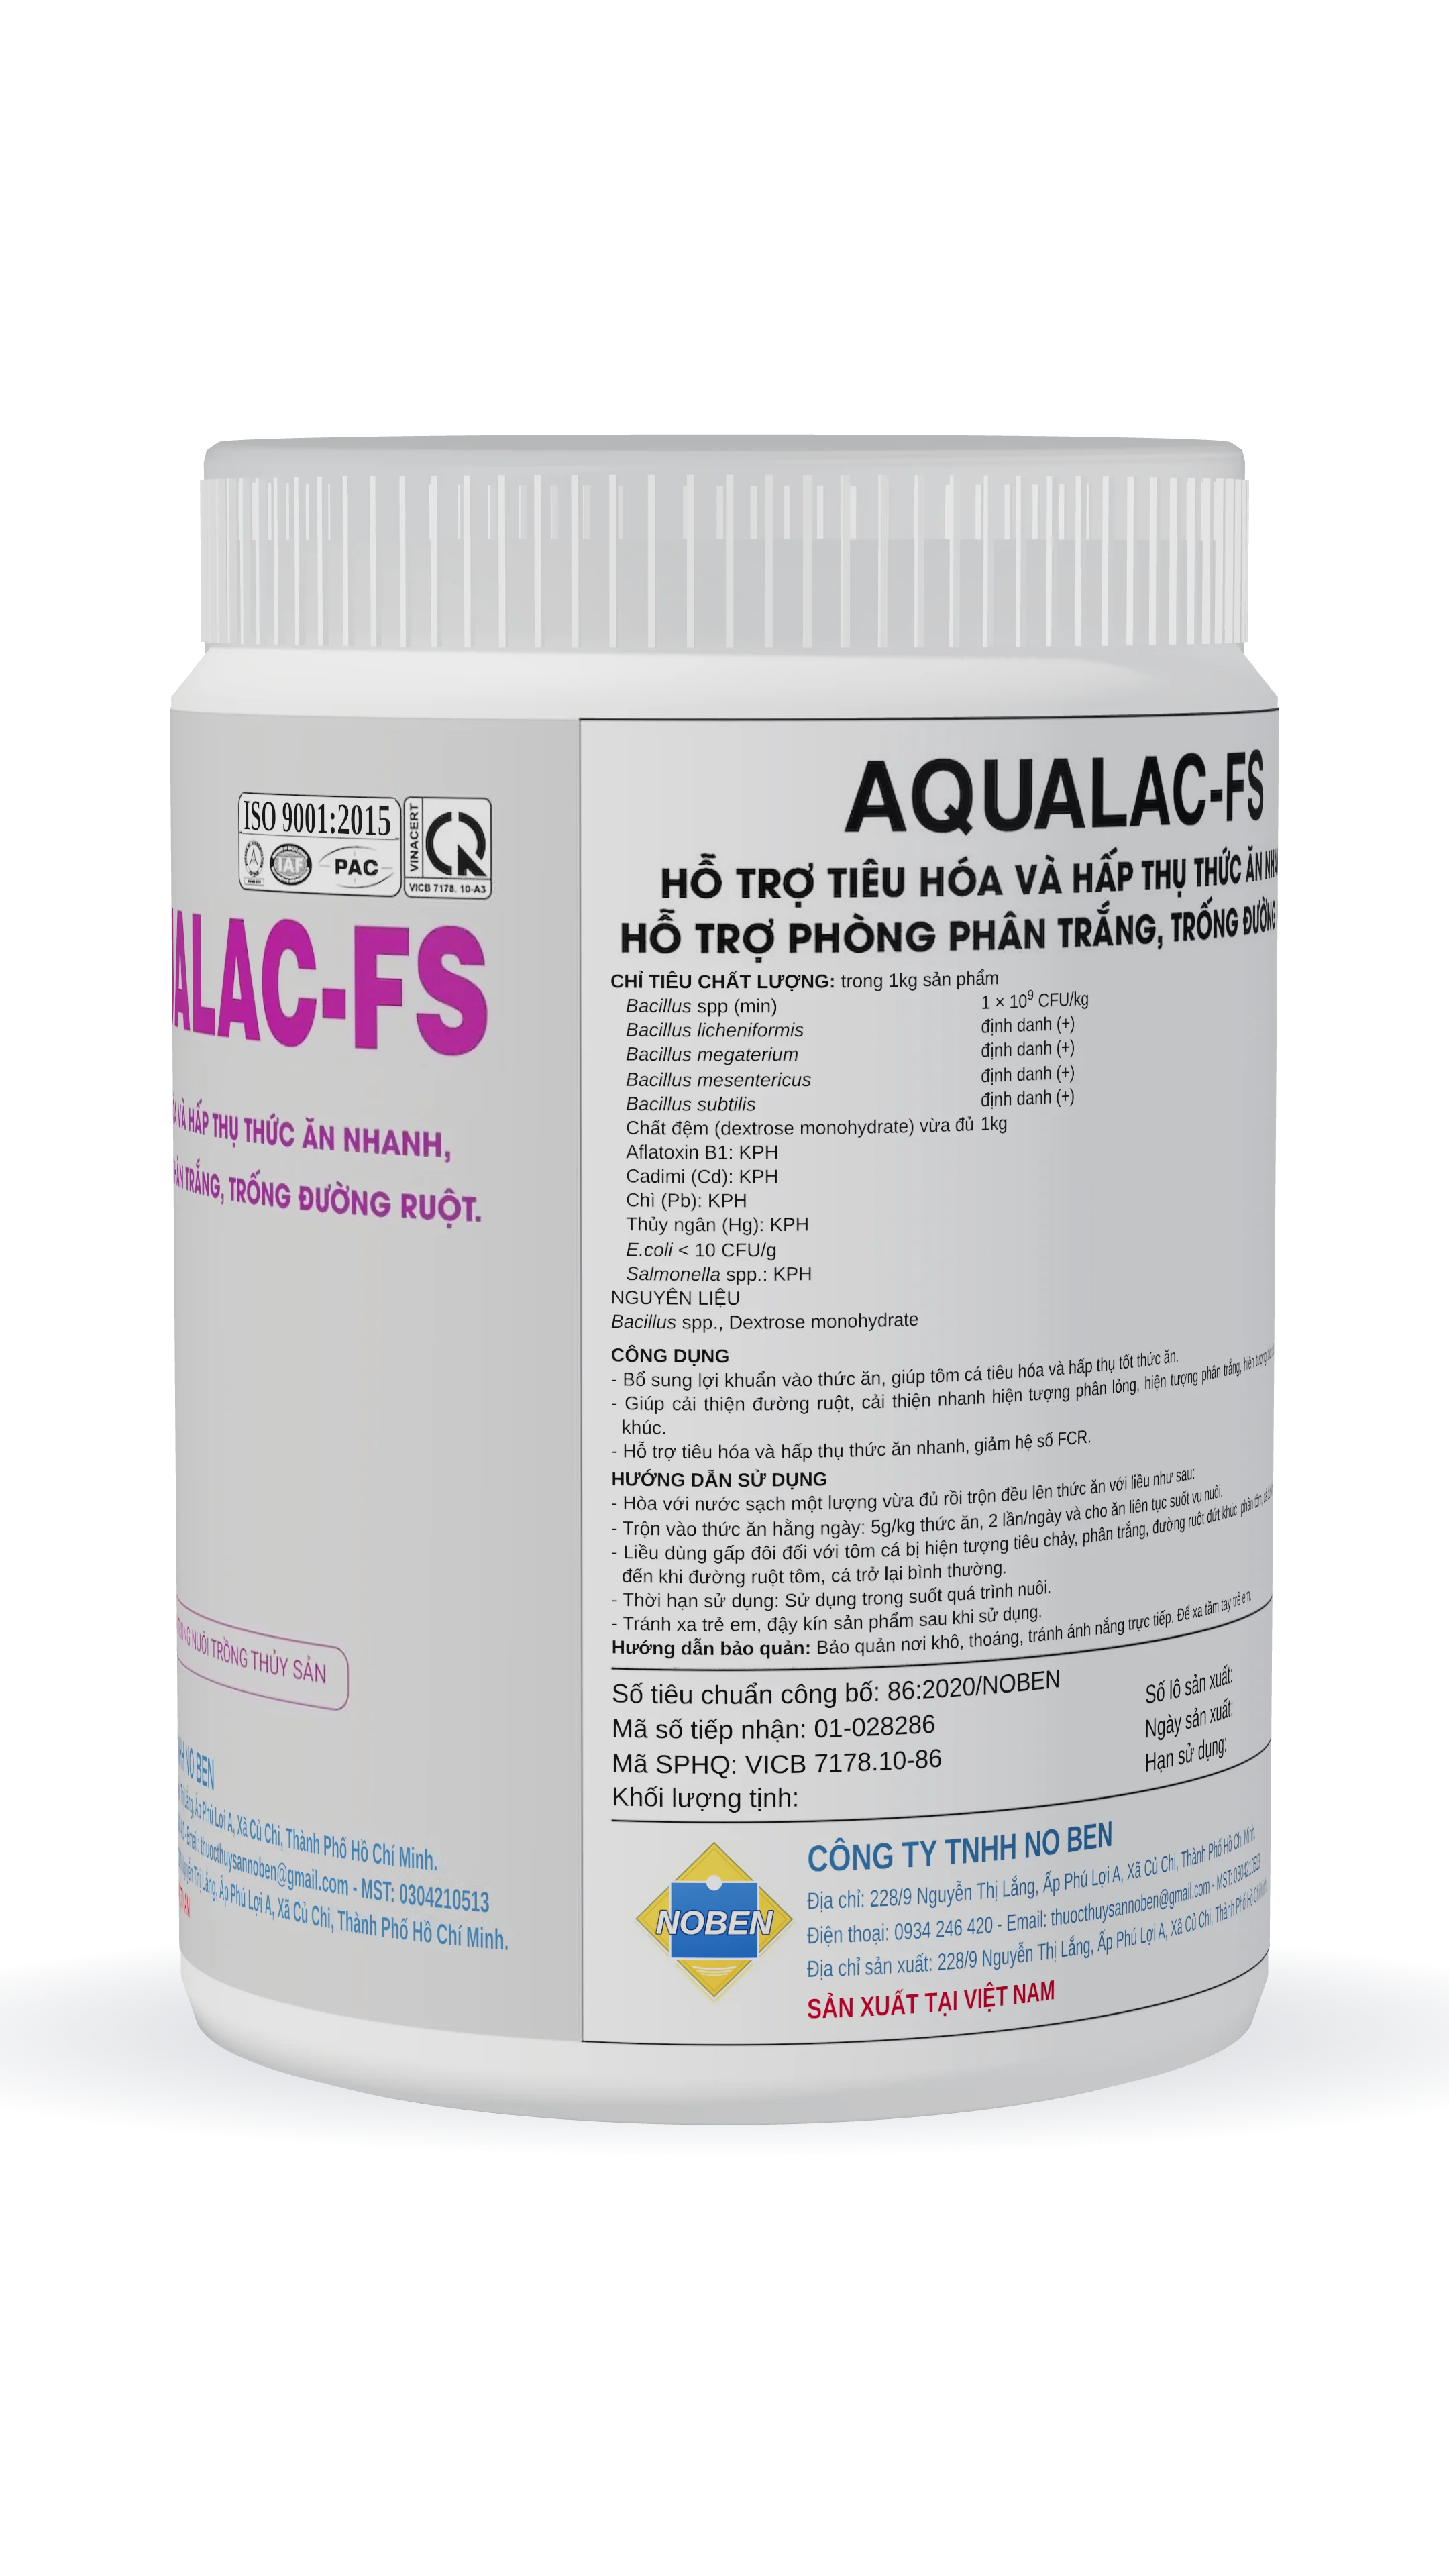 ISO 9001:2015
IAF
PAC
VINACERT
VICB 7178. 10-A3
ALAC-FS
VÀ HẤP THỤ THỨC ĂN NHANH,
TRẮNG, TRỐNG ĐƯỜNG RUỘT.
NUÔI TRỒNG THỦY SẢN
NO BEN
Ấp Phú Lợi A, Xã Củ Chi, Thành Phố Hồ Chí Minh.
Email: thuocthuysannoben@gmail.com - MST: 0304210513
Nguyễn Thị Lắng, Ấp Phú Lợi A, Xã Củ Chi, Thành Phố Hồ Chí Minh.
AQUALAC-FS
HỖ TRỢ TIÊU HÓA VÀ HẤP THỤ THỨC ĂN
HỖ TRỢ PHÒNG PHÂN TRẮNG, TRỐNG ĐƯỜNG
CHỈ TIÊU CHẤT LƯỢNG: trong 1kg sản phẩm
Bacillus spp (min) 1 × 10⁹ CFU/kg
Bacillus licheniformis định danh (+)
Bacillus megaterium định danh (+)
Bacillus mesentericus định danh (+)
Bacillus subtilis định danh (+)
Chất đệm (dextrose monohydrate) vừa đủ 1kg
Aflatoxin B1: KPH
Cadimi (Cd): KPH
Chì (Pb): KPH
Thủy ngân (Hg): KPH
E.coli < 10 CFU/g
Salmonella spp.: KPH
NGUYÊN LIỆU
Bacillus spp., Dextrose monohydrate
CÔNG DỤNG
- Bổ sung lợi khuẩn vào thức ăn, giúp tôm cá tiêu hóa và hấp thụ tốt thức ăn.
- Giúp cải thiện đường ruột, cải thiện nhanh hiện tượng phân lỏng, hiện tượng phân trắng, hiện tượng
khúc.
- Hỗ trợ tiêu hóa và hấp thụ thức ăn nhanh, giảm hệ số FCR.
HƯỚNG DẪN SỬ DỤNG
- Hòa với nước sạch một lượng vừa đủ rồi trộn đều lên thức ăn với liều như sau:
- Trộn vào thức ăn hằng ngày: 5g/kg thức ăn, 2 lần/ngày và cho ăn liên tục suốt vụ nuôi.
- Liều dùng gấp đôi đối với tôm cá bị hiện tượng tiêu chảy, phân trắng, đường ruột đứt khúc, phân tôm,
đến khi đường ruột tôm, cá trở lại bình thường.
- Thời hạn sử dụng: Sử dụng trong suốt quá trình nuôi.
- Tránh xa trẻ em, đậy kín sản phẩm sau khi sử dụng.
Hướng dẫn bảo quản: Bảo quản nơi khô, thoáng, tránh ánh nắng trực tiếp. Để xa tầm tay trẻ em.
Số tiêu chuẩn công bố: 86:2020/NOBEN
Mã số tiếp nhận: 01-028286
Mã SPHQ: VICB 7178.10-86
Khối lượng tịnh:
Số lô sản xuất:
Ngày sản xuất:
Hạn sử dụng:
NOBEN
CÔNG TY TNHH NO BEN
Địa chỉ: 228/9 Nguyễn Thị Lắng, Ấp Phú Lợi A, Xã Củ Chi, Thành Phố Hồ Chí Minh.
Điện thoại: 0934 246 420 - Email: thuocthuysannoben@gmail.com - MST: 0304210513
Địa chỉ sản xuất: 228/9 Nguyễn Thị Lắng, Ấp Phú Lợi A, Xã Củ Chi, Thành Phố Hồ Chí Minh.
SẢN XUẤT TẠI VIỆT NAM